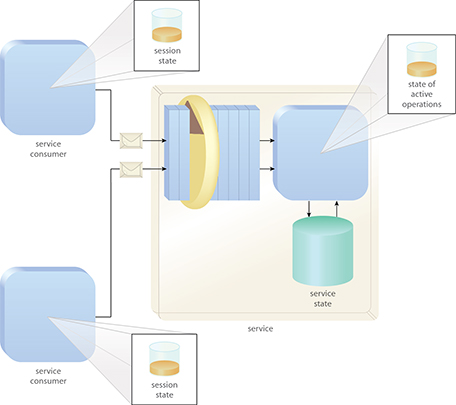 session
state
state of
active
operations
service
consumer
service
state
service
service
consumer
session
state